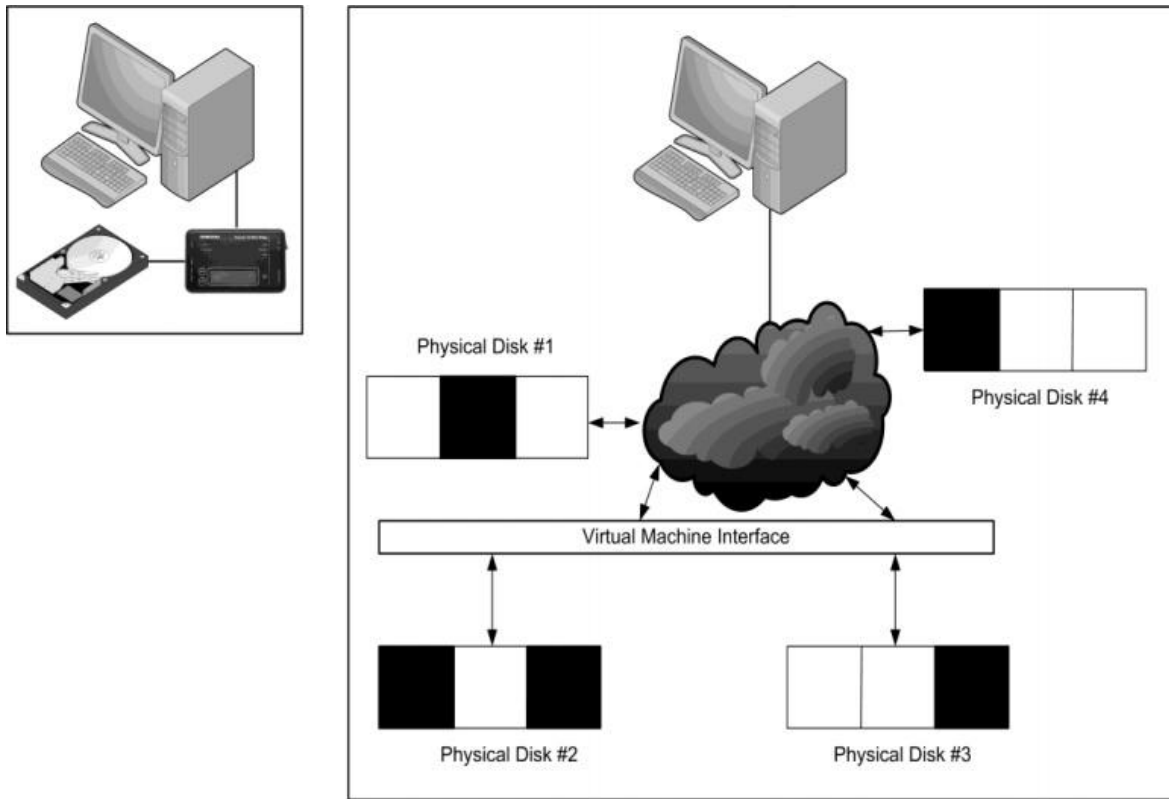 Physical Disk #1
Physical Disk #4
Virtual Machine Interface
Physical Disk #2
Physical Disk #3